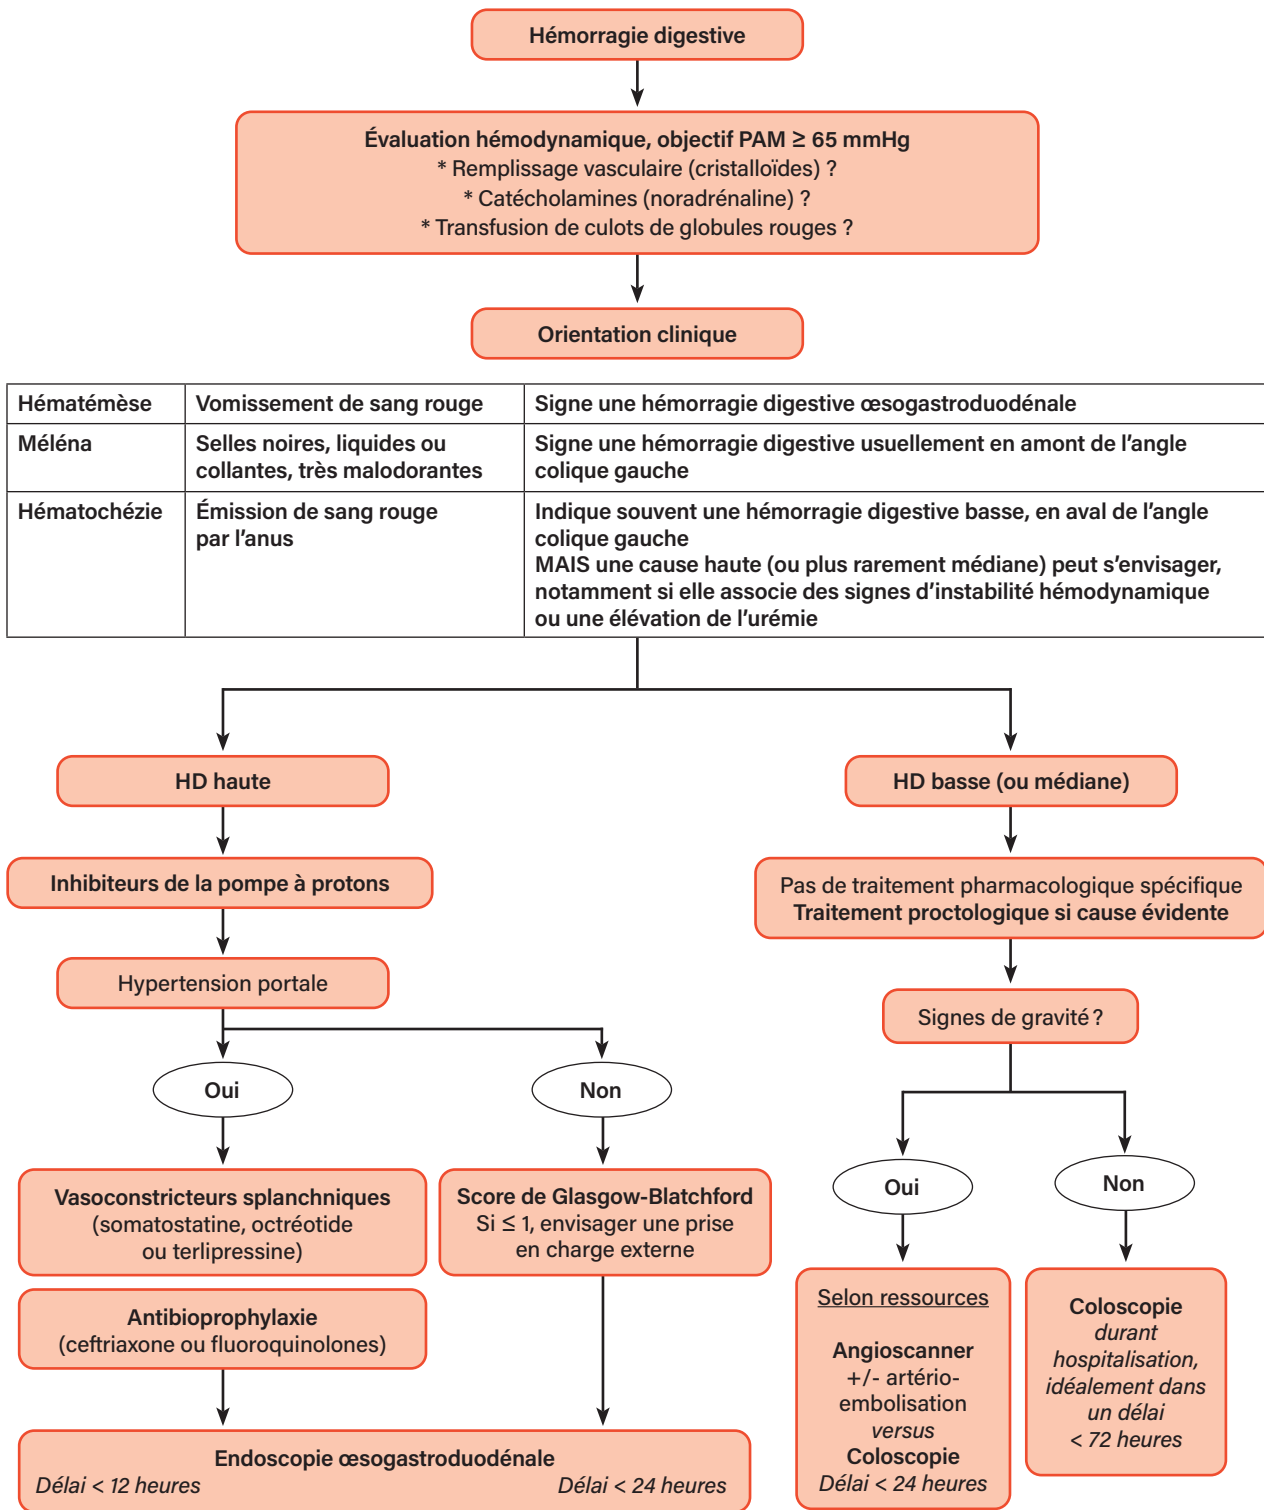 Hémorragie digestive
Évaluation hémodynamique, objectif PAM ≥ 65 mmHg
* Remplissage vasculaire (cristalloïdes) ?
* Catécholamines (noradrénaline) ?
* Transfusion de culots de globules rouges ?
Orientation clinique
Hématémèse
Vomissement de sang rouge
Signe une hémorragie digestive œsogastroduodénale
Méléna
Selles noires, liquides ou
collantes, très malodorantes
Signe une hémorragie digestive usuellement en amont de l'angle
colique gauche
Hématochézie
Émission de sang rouge
par l'anus
Indique souvent une hémorragie digestive basse, en aval de l'angle
colique gauche
MAIS une cause haute (ou plus rarement médiane) peut s'envisager,
notamment si elle associe des signes d'instabilité hémodynamique
ou une élévation de l'urémie
HD haute
Inhibiteurs de la pompe à protons
Hypertension portale
Oui
Non
Vasoconstricteurs splanchniques
(somatostatine, octréotide
ou terlipressine)
Antibioprophylaxie
(ceftriaxone ou fluoroquinolones)
Score de Glasgow-Blatchford
Si ≤ 1, envisager une prise
en charge externe
Endoscopie œsogastroduodénale
Délai < 12 heures
Délai < 24 heures
HD basse (ou médiane)
Pas de traitement pharmacologique spécifique
Traitement proctologique si cause évidente
Signes de gravité ?
Oui
Non
Selon ressources
Angioscanner
+/- artério-
embolisation
versus
Coloscopie
Délai < 24 heures
Coloscopie
durant
hospitalisation,
idéalement dans
un délai
< 72 heures